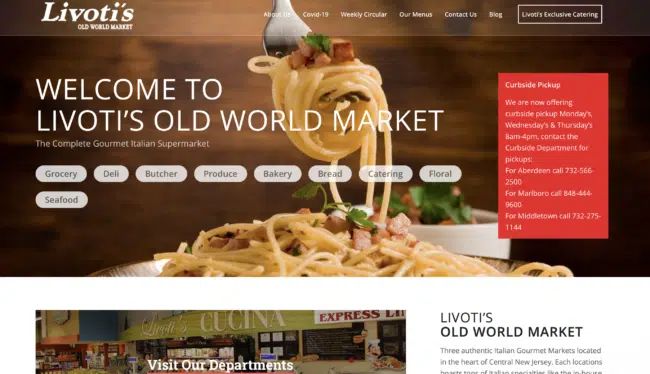 Livoti's
OLD WORLD MARKET
About Us
Covid-19
Weekly Circular
Our Menus
Contact Us
Blog
Livoti's Exclusive Catering
WELCOME TO
LIVOTI'S OLD WORLD MARKET
The Complete Gourmet Italian Supermarket
Grocery
Deli
Butcher
Produce
Bakery
Bread
Catering
Floral
Seafood
Curbside Pickup
We are now offering
curbside pickup Monday's,
Wednesday's & Thursday's
8am-4pm, contact the
Curbside Department for
pickups:
For Aberdeen call 732-566-
2500
For Marlboro call 848-444-
9600
For Middletown call 732-275-
1144
Livoti's CUCINA
EXPRESS LI
Visit Our Departments
LIVOTI'S
OLD WORLD MARKET
Three authentic Italian Gourmet Markets located
in the heart of Central New Jersey. Each locations
boasts tons of Italian specialties like the in-house